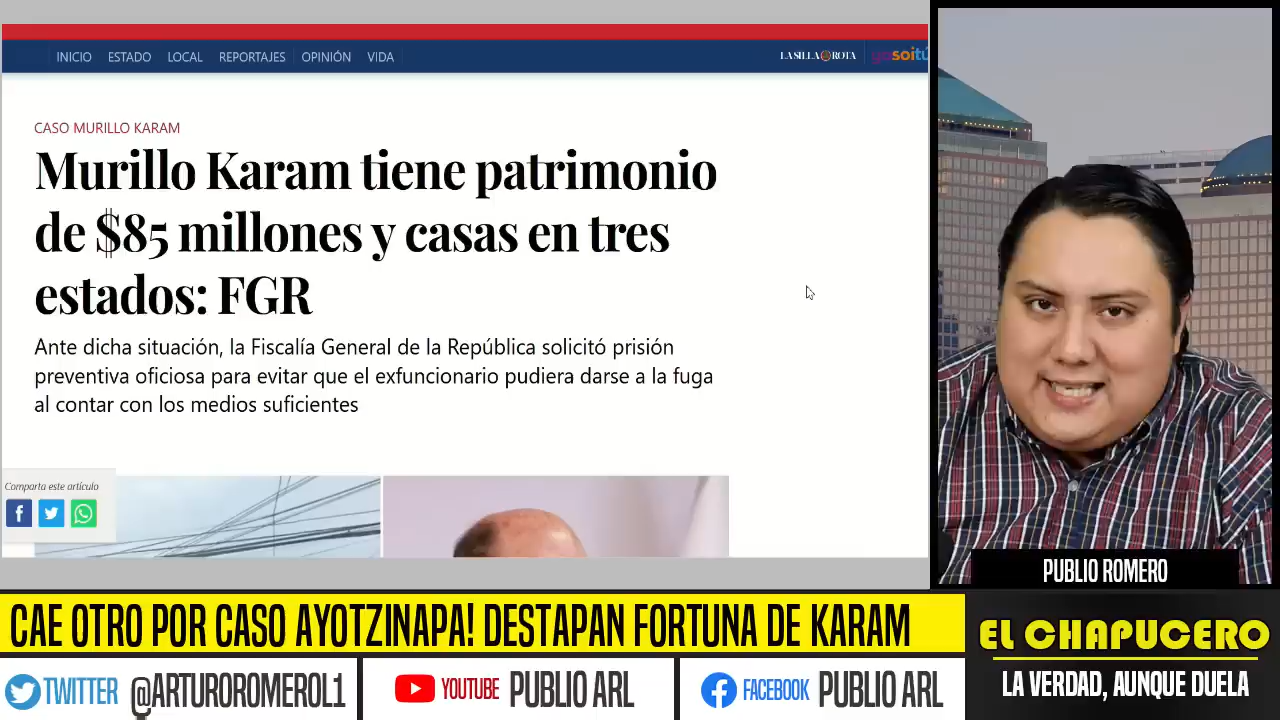 INICIO ESTADO LOCAL REPORTAJES OPINIÓN VIDA
LA SILLA ROTA
yasoitú
CASO MURILLO KARAM
Murillo Karam tiene patrimonio
de $85 millones y casas en tres
estados: FGR
Ante dicha situación, la Fiscalía General de la República solicitó prisión
preventiva oficiosa para evitar que el exfuncionario pudiera darse a la fuga
al contar con los medios suficientes
Comparta este artículo
PUBLIO ROMERO
CAE OTRO POR CASO AYOTZINAPA! DESTAPAN FORTUNA DE KARAM
EL CHAPUCERO
LA VERDAD, AUNQUE DUELA
TWITTER @ARTUROROMEROL1
YOUTUBE PUBLIO ARL
FACEBOOK PUBLIO ARL